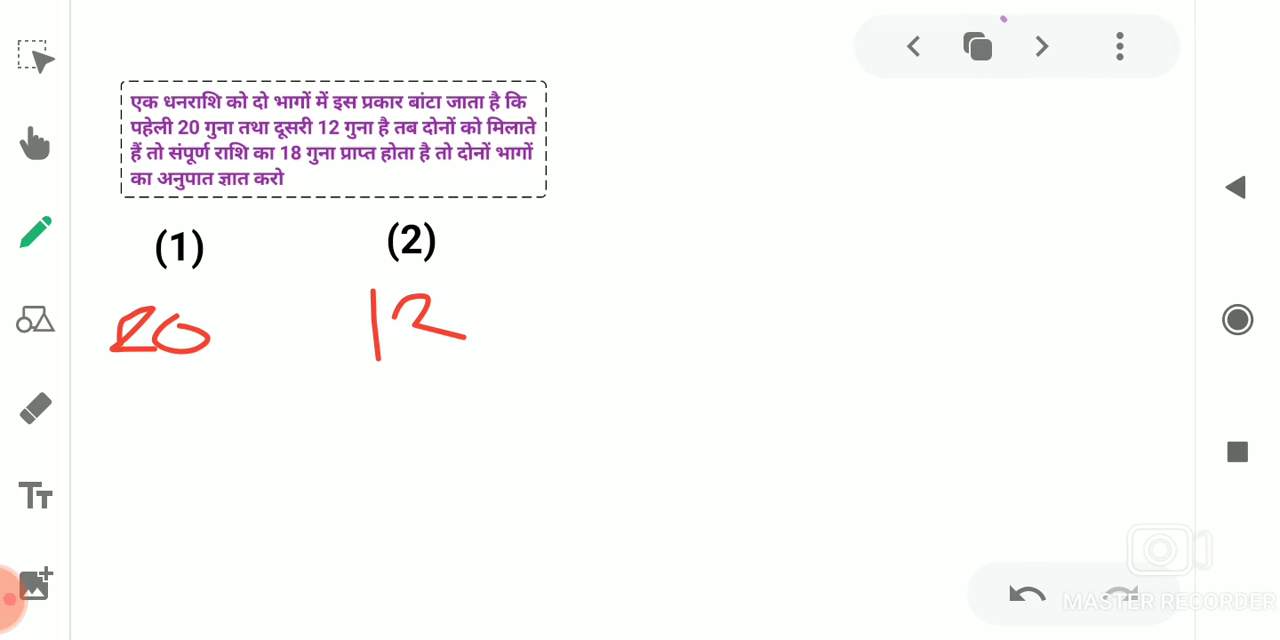 एक धनराशि को दो भागों में इस प्रकार बांटा जाता है कि
पहेली 20 गुना तथा दूसरी 12 गुना है तब दोनों को मिलाते
हैं तो संपूर्ण राशि का 18 गुना प्राप्त होता है तो दोनों भागों
का अनुपात ज्ञात करो
(1) (2)
20 12
TT
MASTER RECORDER